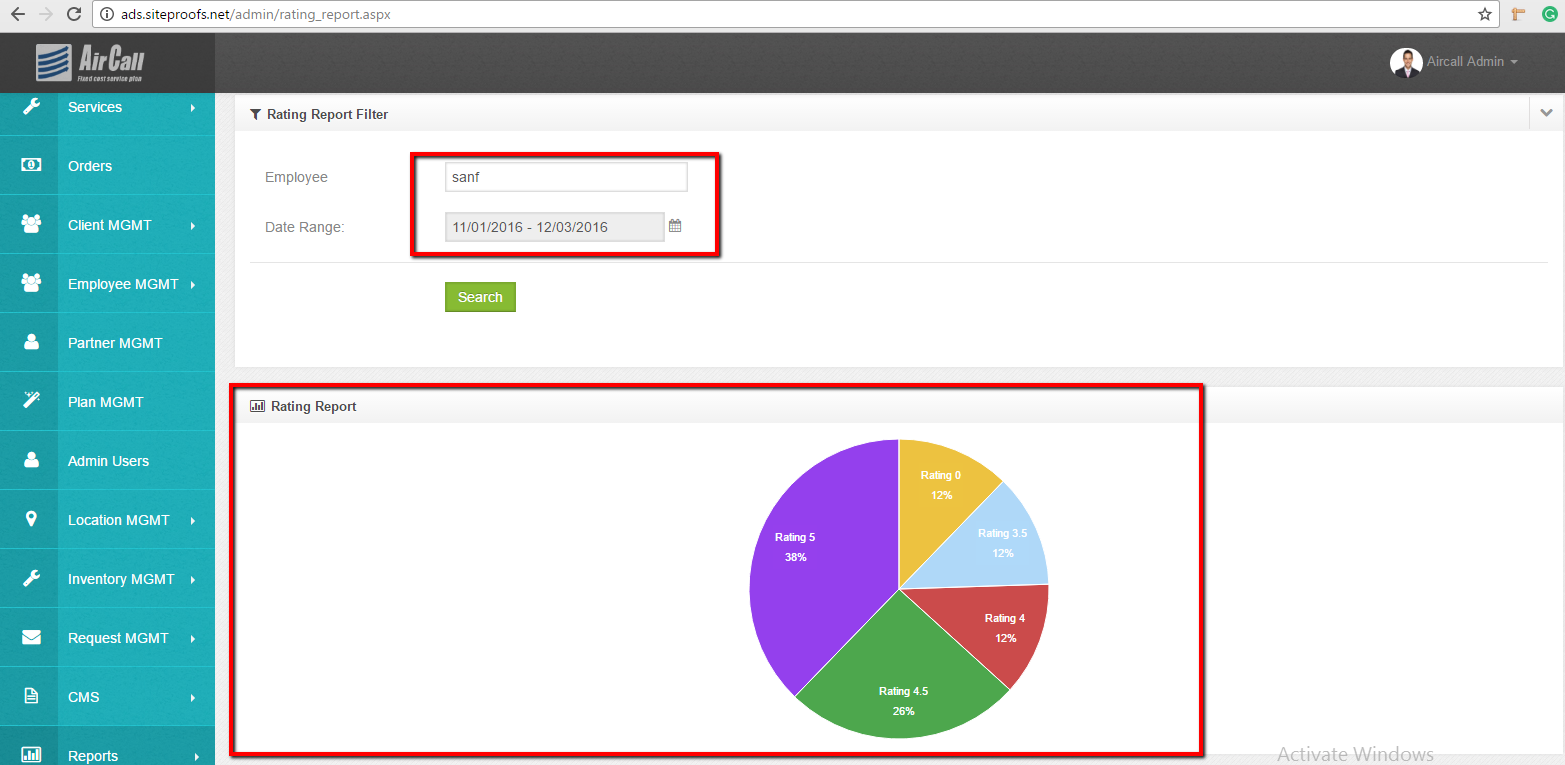 ads.siteproofs.net/admin/rating_report.aspx
AirCall
Fixed cost service plan
Aircall Admin
Services
Orders
Client MGMT
Employee MGMT
Partner MGMT
Plan MGMT
Admin Users
Location MGMT
Inventory MGMT
Request MGMT
CMS
Reports
Rating Report Filter
Employee
sanf
Date Range:
11/01/2016 - 12/03/2016
Search
Rating Report
Rating 0
12%
Rating 3.5
12%
Rating 4
12%
Rating 4.5
26%
Rating 5
38%
Activate Windows